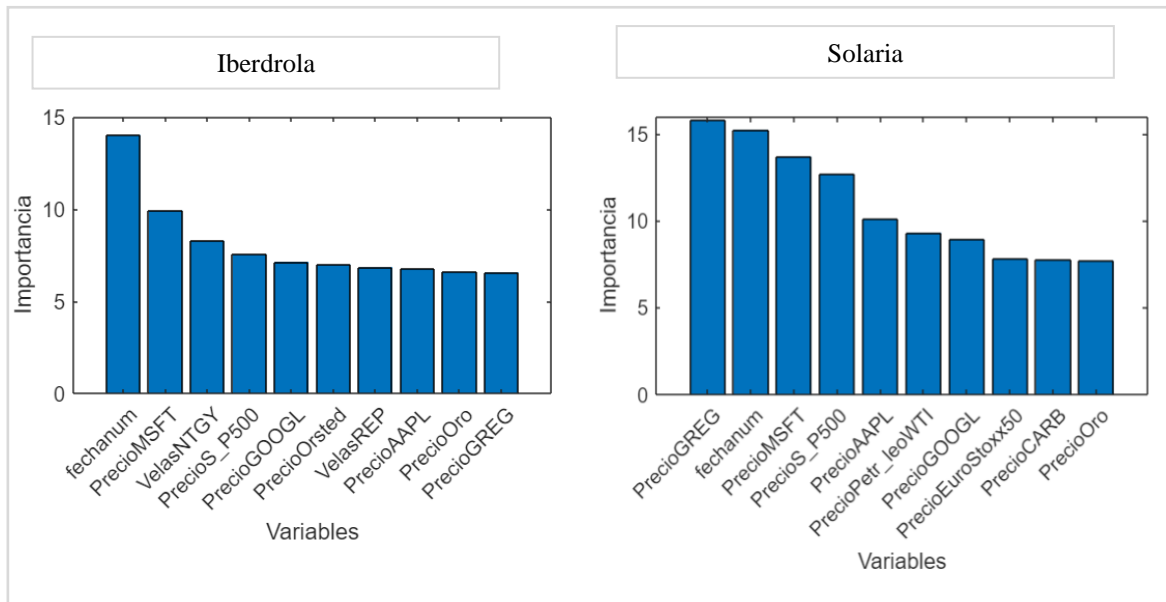 Iberdrola
15
10
5
0
Importancia
fechanum
PrecioMSFT
VelasNTGY
PrecioS_P500
PrecioGOOGL
PrecioOrsted
VelasREP
PrecioAAPL
PrecioOro
PrecioGREG
Variables
Solaria
15
10
5
0
Importancia
PrecioGREG
fechanum
PrecioMSFT
PrecioS_P500
PrecioAAPL
PrecioPetr_leoWTI
PrecioGOOGL
PrecioEuroStoxx50
PrecioCARB
PrecioOro
Variables